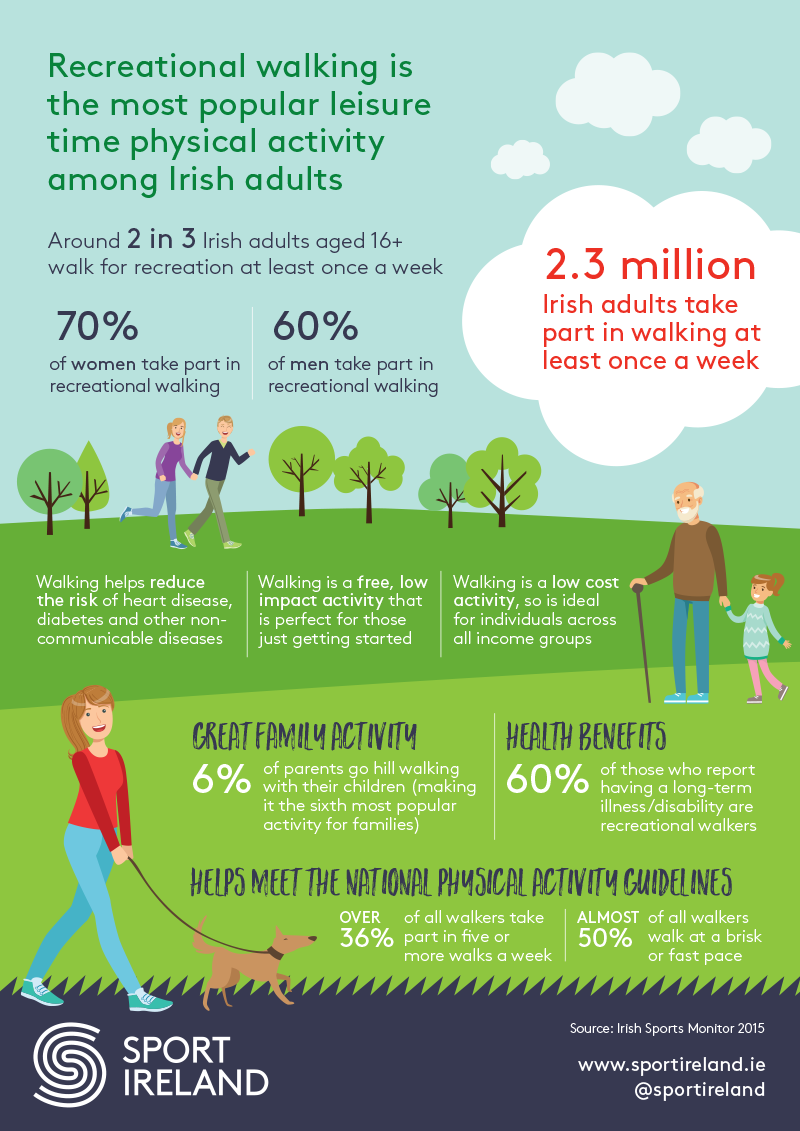 Recreational walking is
the most popular leisure
time physical activity
among Irish adults
Around 2 in 3 Irish adults aged 16+
walk for recreation at least once a week
70%
of women take part in
recreational walking
60%
of men take part in
recreational walking
2.3 million
Irish adults take
part in walking at
least once a week
Walking helps reduce
the risk of heart disease,
diabetes and other non-
communicable diseases
Walking is a free, low
impact activity that
is perfect for those
just getting started
Walking is a low cost
activity, so is ideal
for individuals across
all income groups
GREAT FAMILY ACTIVITY
6%
of parents go hill walking
with their children (making
it the sixth most popular
activity for families)
HEALTH BENEFITS
60%
of those who report
having a long-term
illness/disability are
recreational walkers
HELPS MEET THE NATIONAL PHYSICAL ACTIVITY GUIDELINES
OVER
36%
of all walkers take
part in five or
more walks a week
ALMOST
50%
of all walkers
walk at a brisk
or fast pace
SPORT
IRELAND
Source: Irish Sports Monitor 2015
www.sportireland.ie
@sportireland